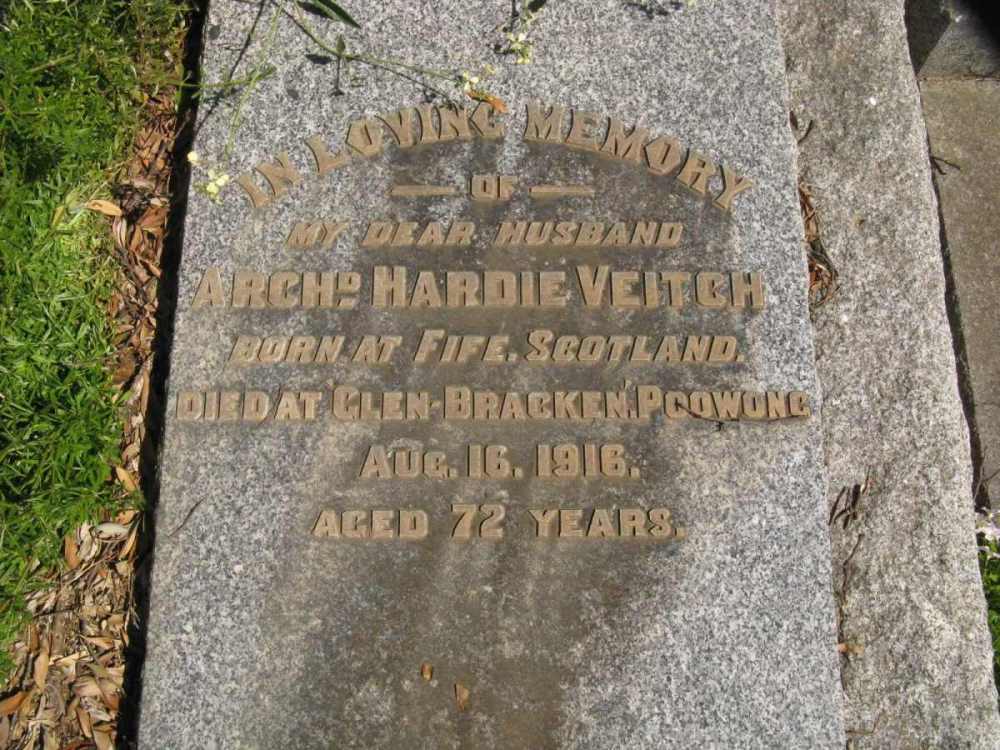 IN LOVING MEMORY
— OF —
MY DEAR HUSBAND
ARCHD HARDIE VEITCH
BORN AT FIFE, SCOTLAND.
DIED AT "GLEN-BRACKEN", POOWONG
AUG. 16. 1916.
AGED 72 YEARS.